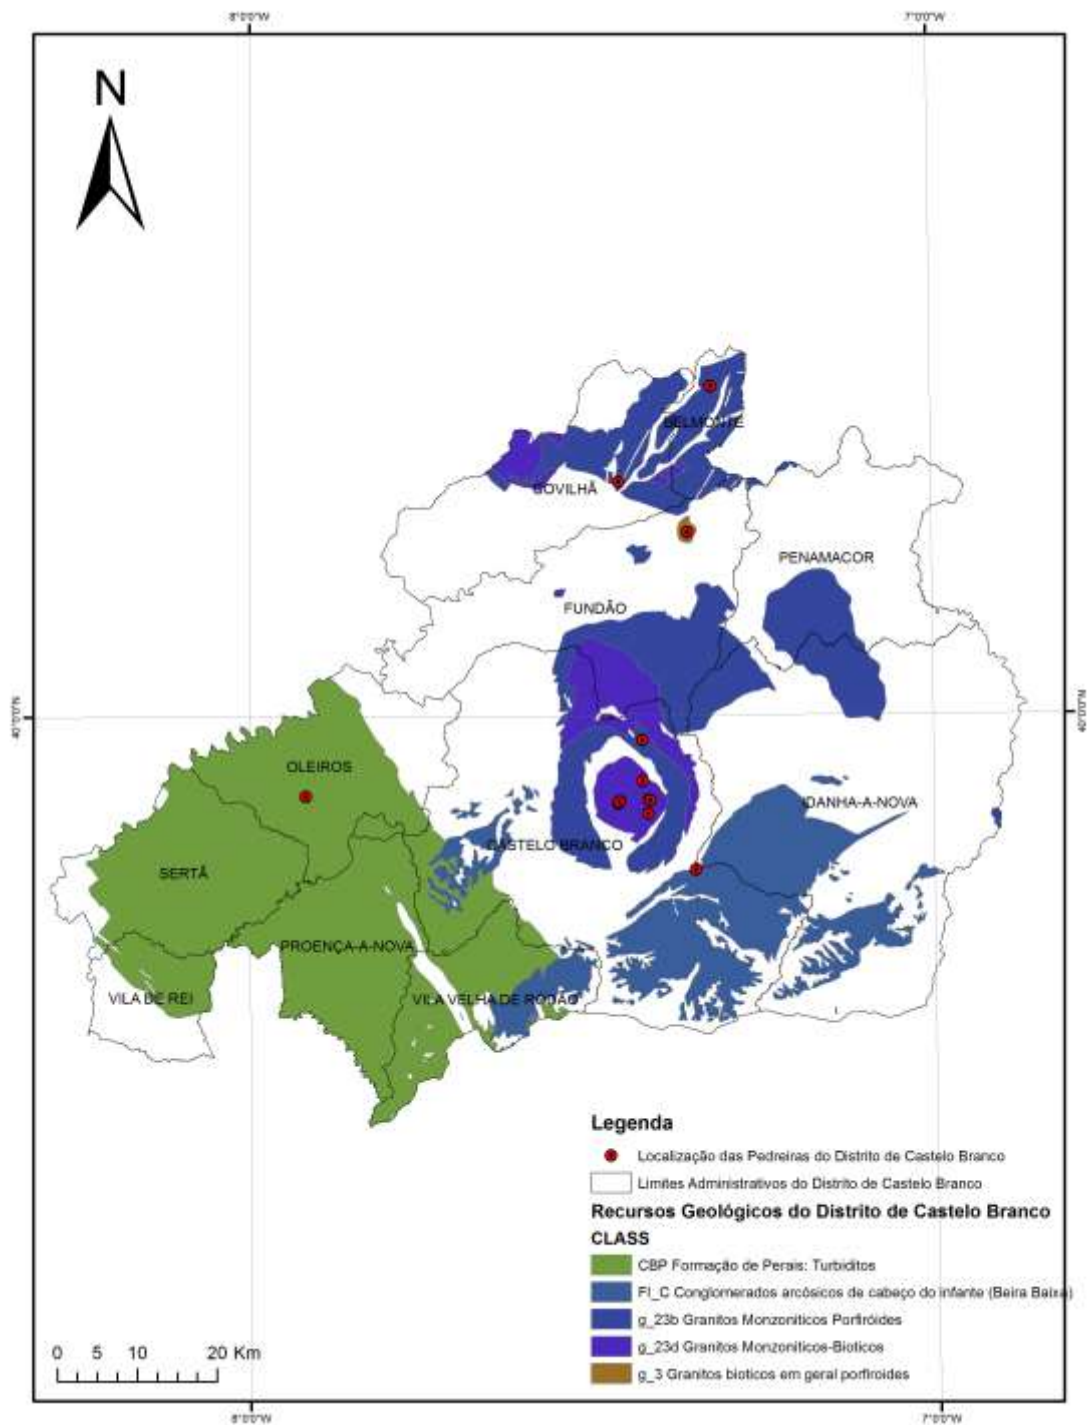 8°0'0"W
7°0'0"W
N
BELMONTE
COVILHÃ
PENAMACOR
FUNDÃO
40°0'0"N
40°0'0"N
OLEIROS
IDANHA-A-NOVA
CASTELO BRANCO
SERTÃ
PROENÇA-A-NOVA
VILA DE REI
VILA VELHA DE RODÃO
Legenda
Localização das Pedreiras do Distrito de Castelo Branco
Limites Administrativos do Distrito de Castelo Branco
Recursos Geológicos do Distrito de Castelo Branco
CLASS
CBP Formação de Perais: Turbiditos
FI_C Conglomerados arcósicos de cabeço do infante (Beira Baixa)
g_23b Granitos Monzoníticos Porfiróides
g_23d Granitos Monzoníticos-Bioticos
g_3 Granitos bioticos em geral porfiroides
0 5 10 20 Km
8°0'0"W
7°0'0"W